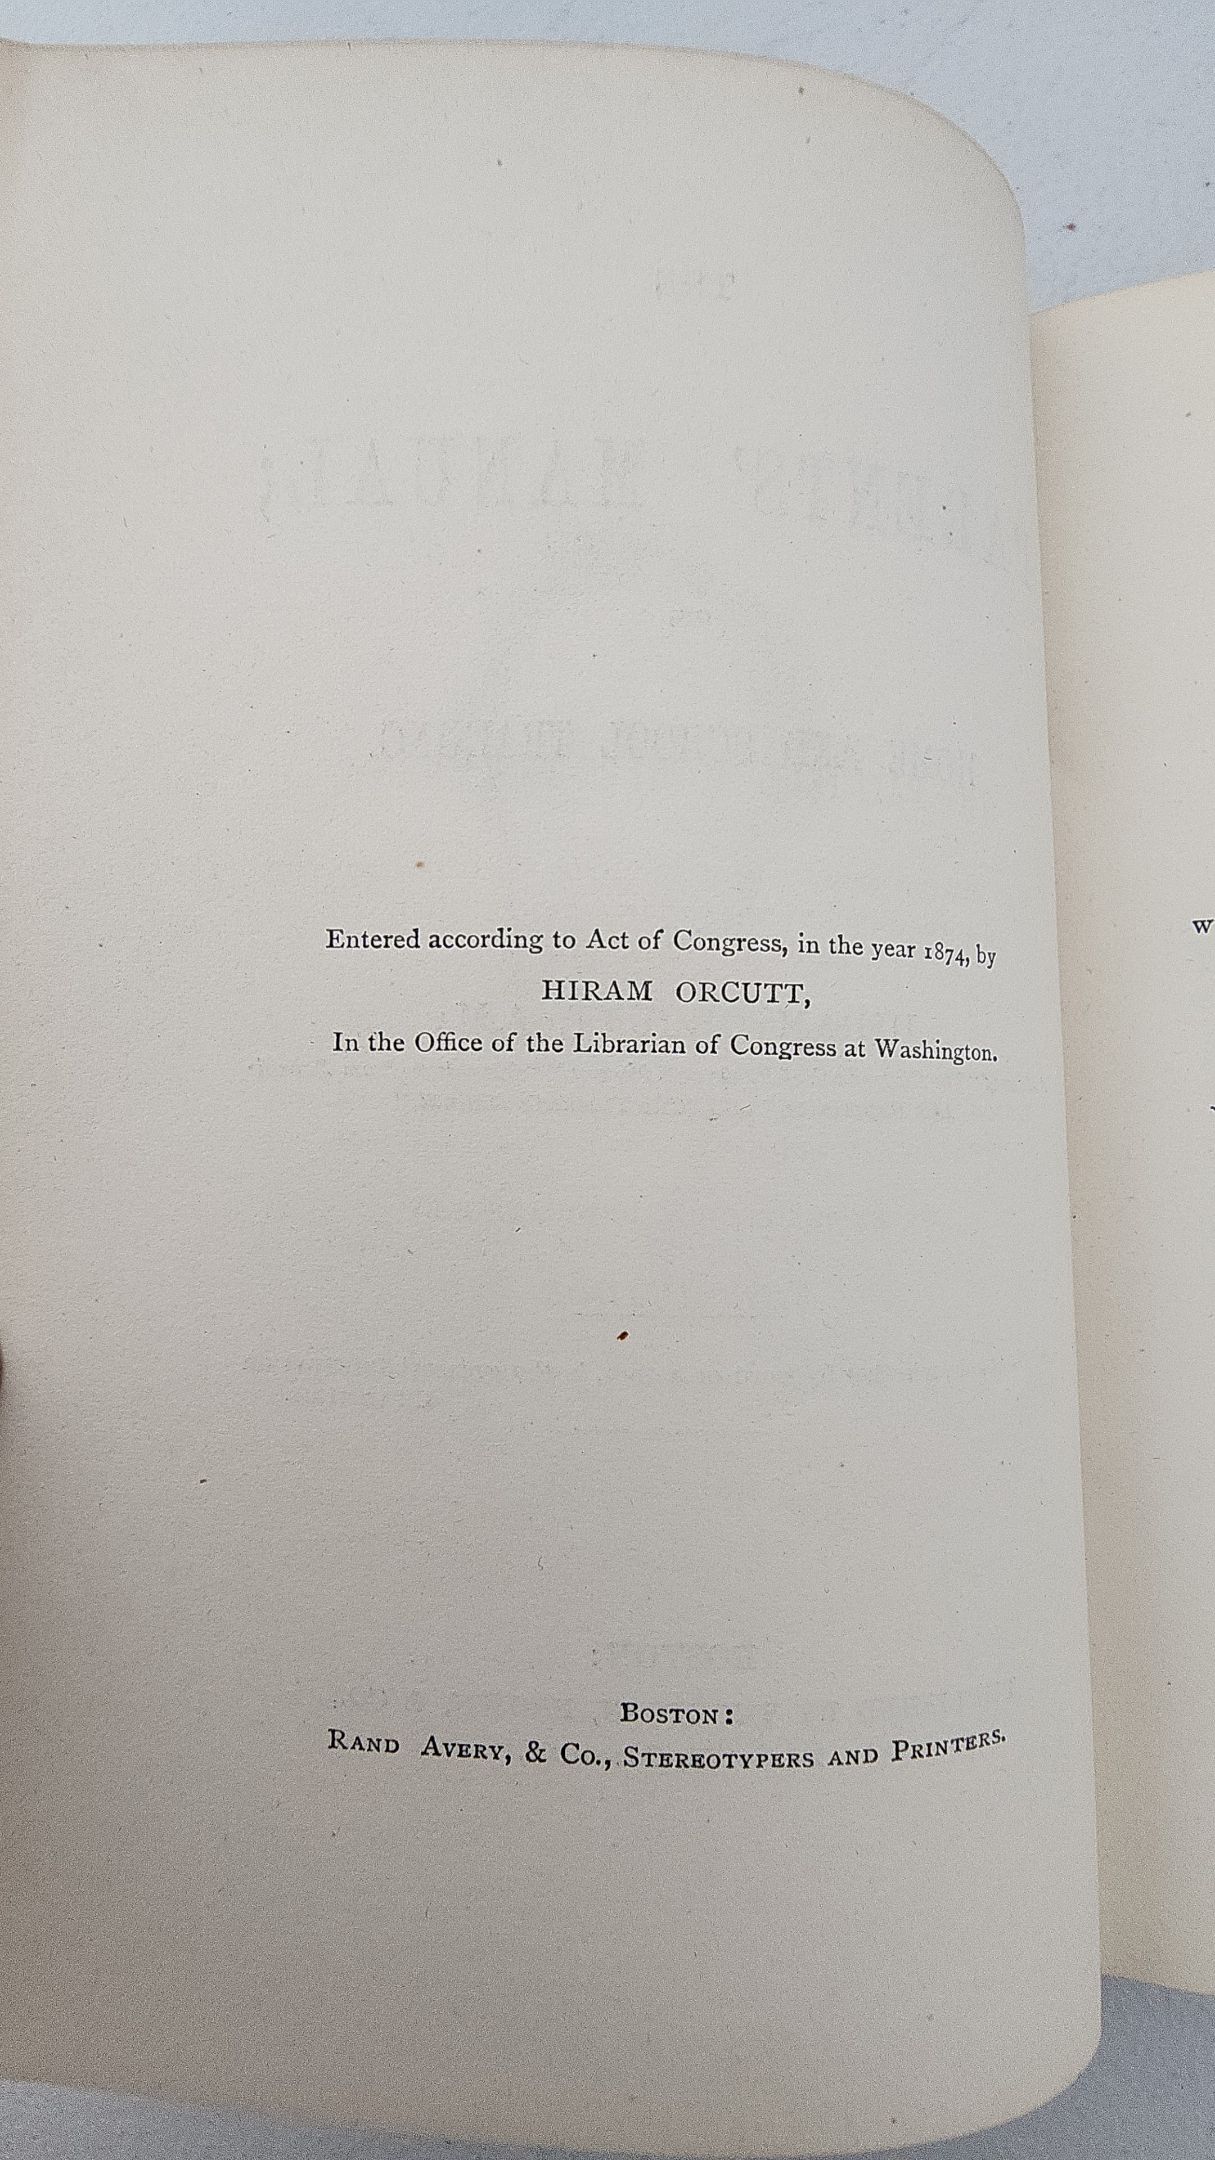 Entered according to Act of Congress, in the year 1874, by
HIRAM ORCUTT,
In the Office of the Librarian of Congress at Washington.
BOSTON:
RAND AVERY, & CO., STEREOTYPERS AND PRINTERS.